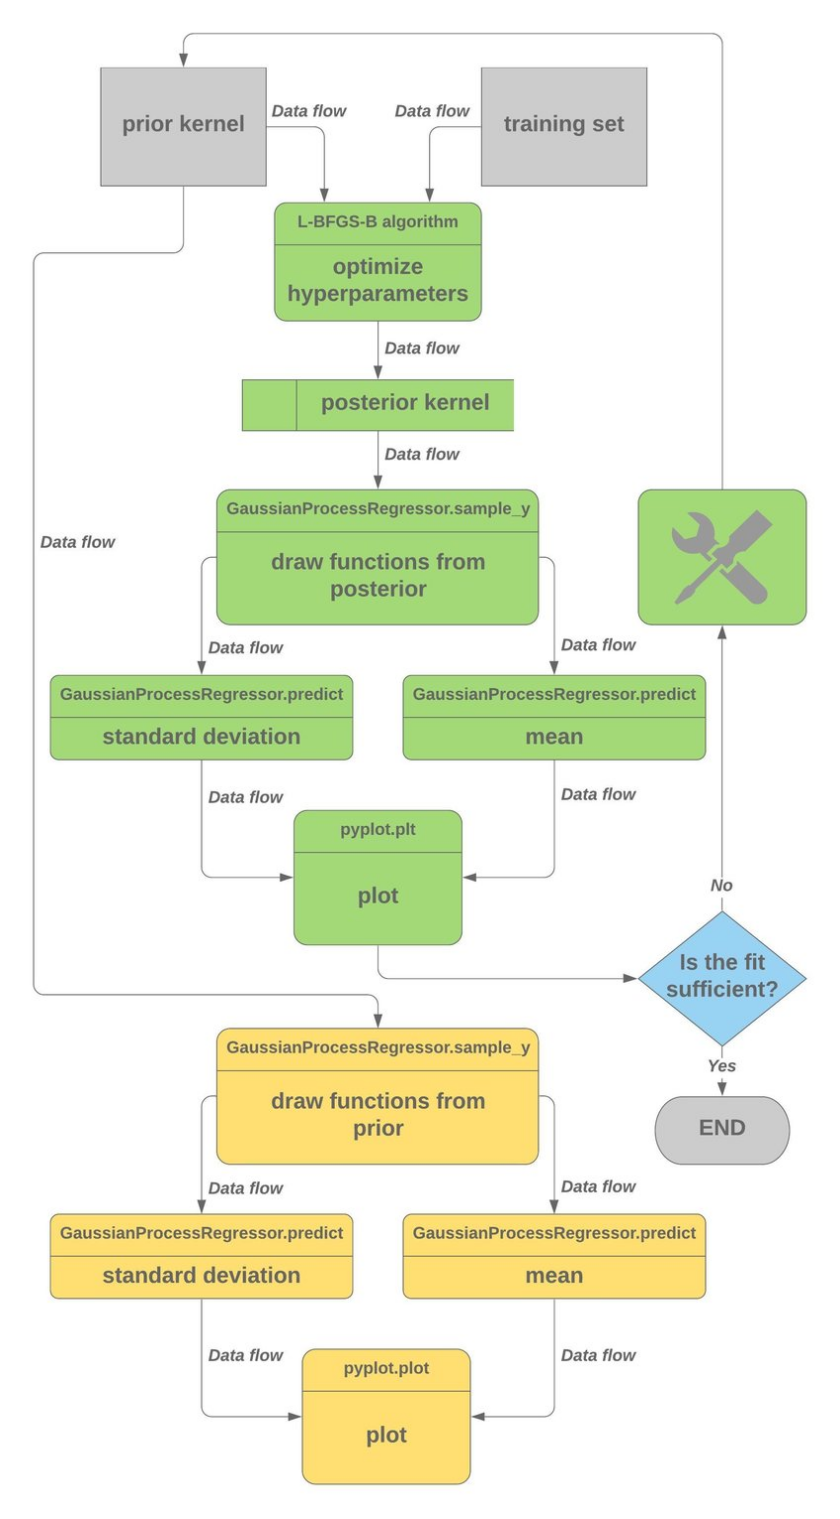 prior kernel
Data flow
Data flow
training set
L-BFGS-B algorithm
optimize
hyperparameters
Data flow
posterior kernel
Data flow
GaussianProcessRegressor.sample_y
draw functions from
posterior
Data flow
Data flow
Data flow
GaussianProcessRegressor.predict
standard deviation
GaussianProcessRegressor.predict
mean
Data flow
Data flow
pyplot.plt
plot
No
Is the fit
sufficient?
Yes
END
GaussianProcessRegressor.sample_y
draw functions from
prior
Data flow
Data flow
GaussianProcessRegressor.predict
standard deviation
GaussianProcessRegressor.predict
mean
Data flow
Data flow
pyplot.plot
plot